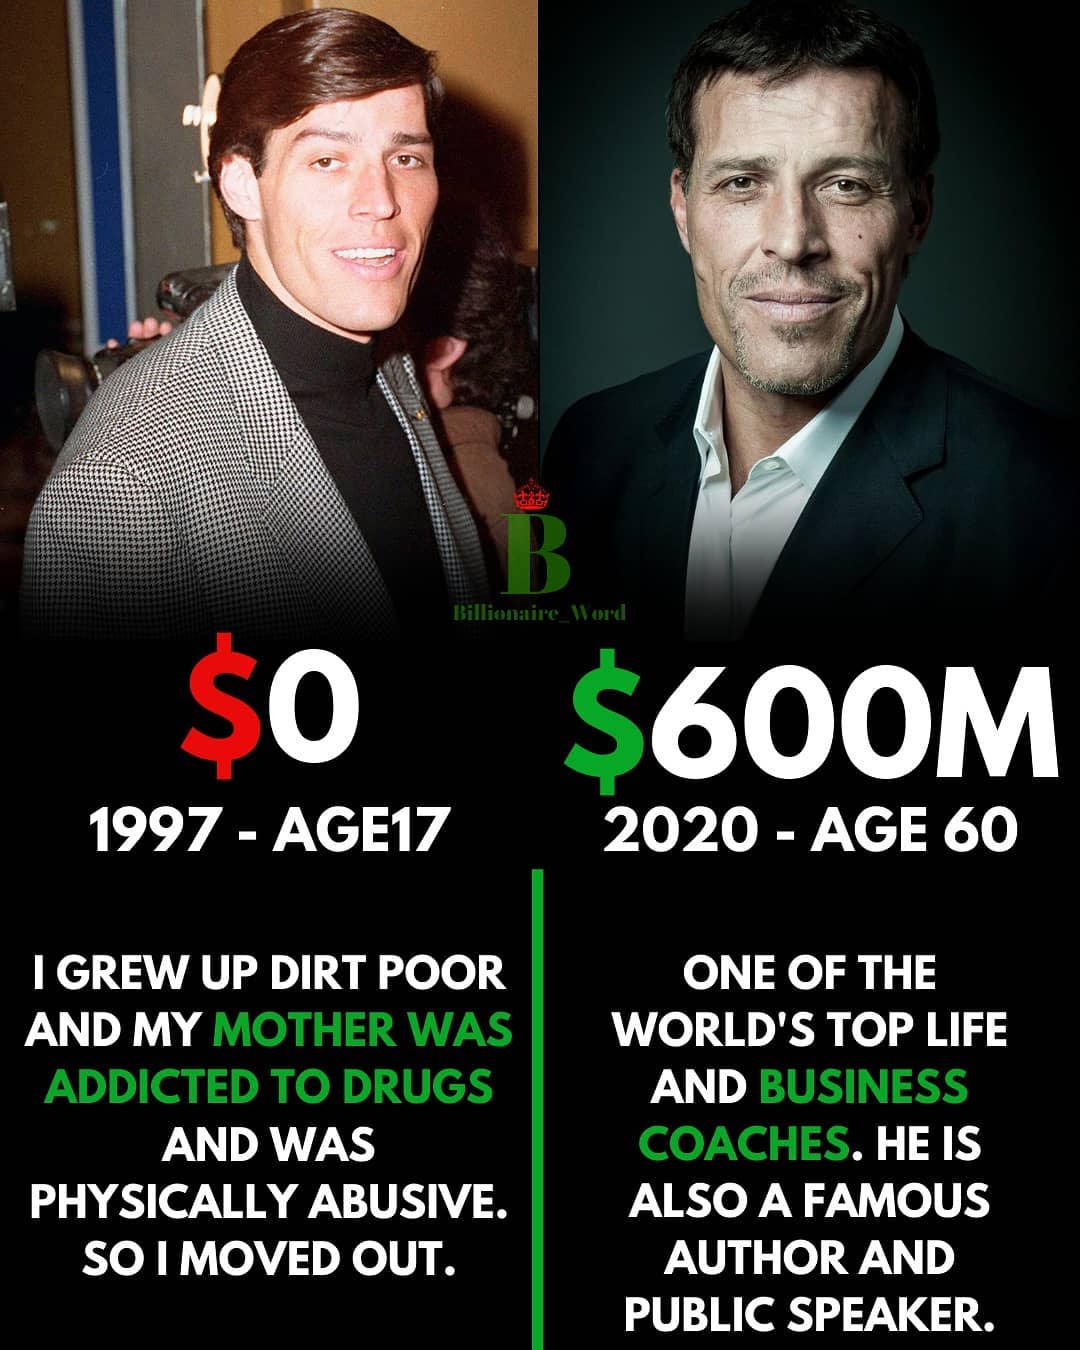 B
Billionaire_Word
$0
1997 - AGE17
I GREW UP DIRT POOR
AND MY MOTHER WAS
ADDICTED TO DRUGS
AND WAS
PHYSICALLY ABUSIVE.
SO I MOVED OUT.
$600M
2020 - AGE 60
ONE OF THE
WORLD'S TOP LIFE
AND BUSINESS
COACHES. HE IS
ALSO A FAMOUS
AUTHOR AND
PUBLIC SPEAKER.